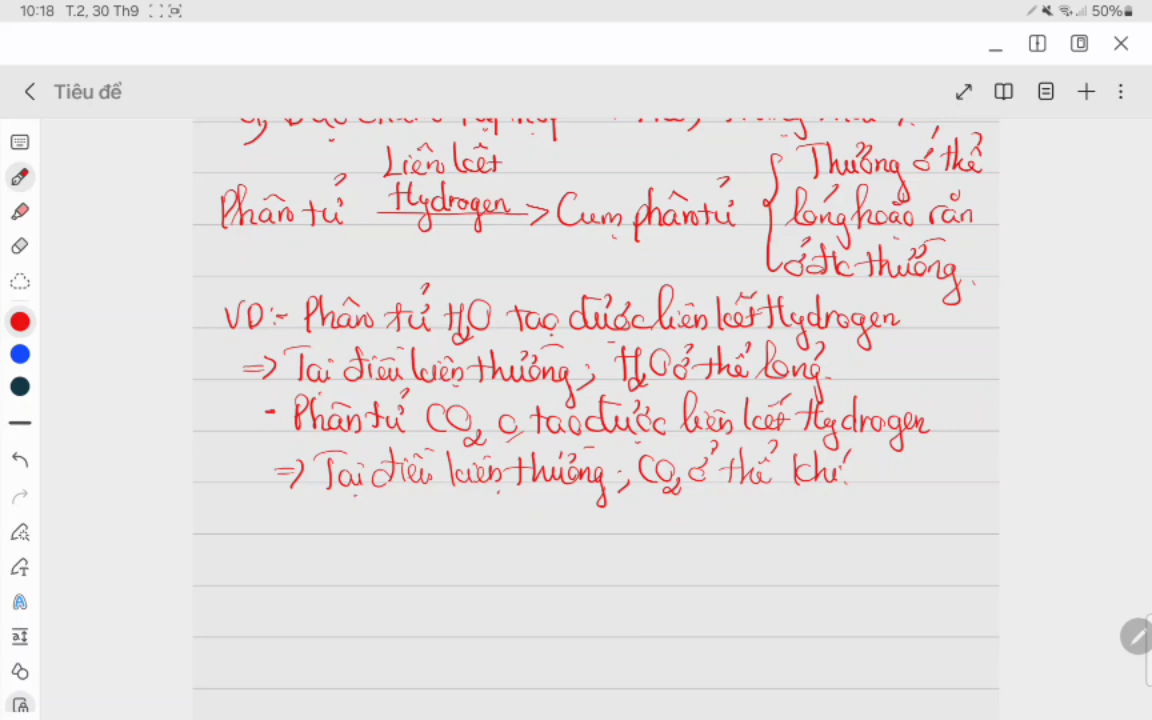 10:18 T.2, 30 Th9 50%
Tiêu đề
Liên kết
Phân tử Hydrogen Cụm phân tử
Thường ở thể
lỏng hoặc rắn
ở đk thường.
VD:- Phân tử H2O tạo được liên kết Hydrogen
=> Tại điều kiện thường, H2O ở thể lỏng.
- Phân tử CO2 o tạo được liên kết Hydrogen
=> Tại điều kiện thường, CO2 ở thể khí.